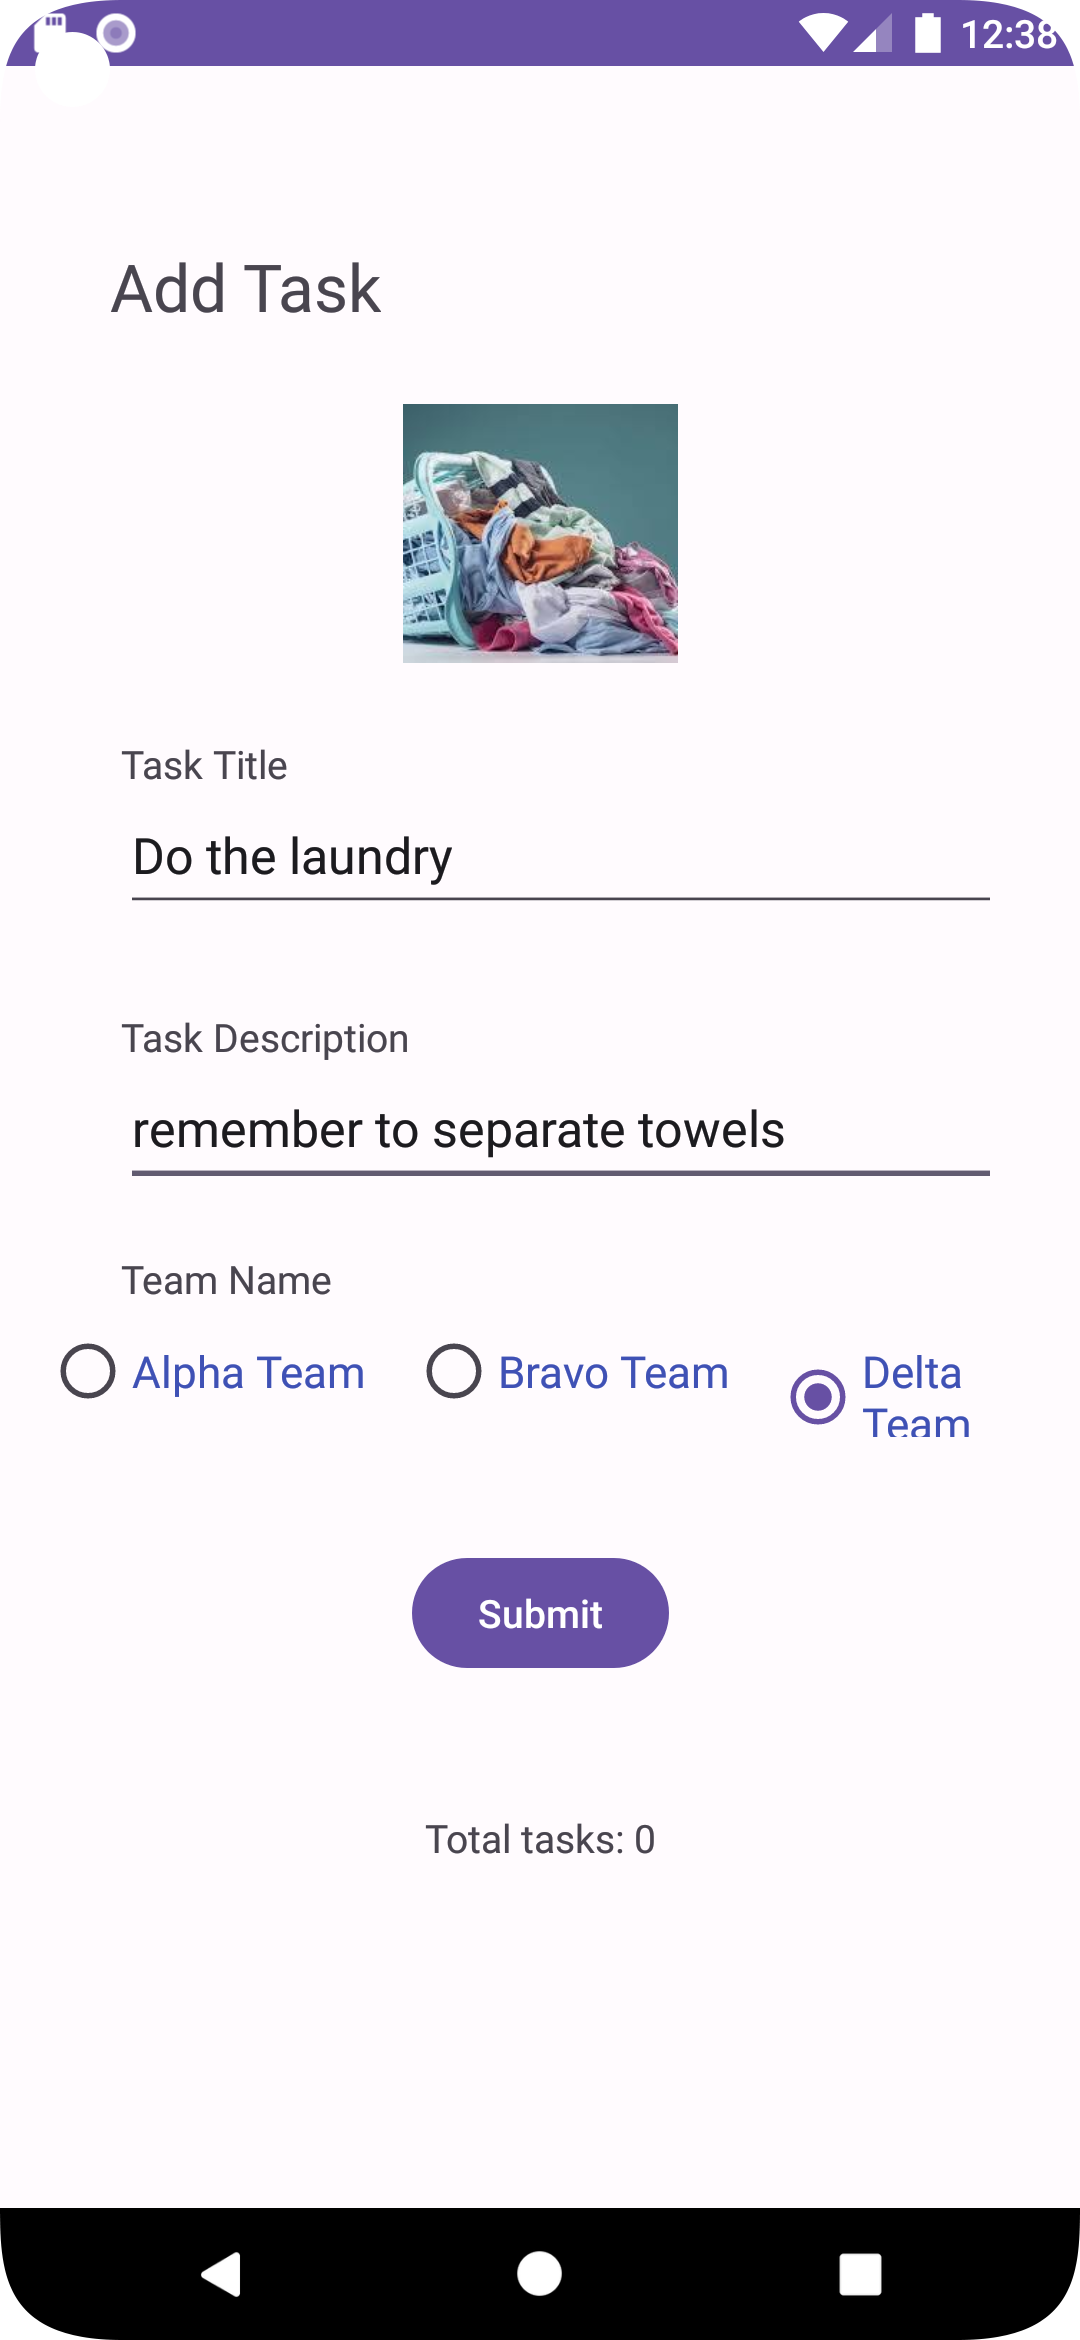 12:38
Add Task
Task Title
Do the laundry
Task Description
remember to separate towels
Team Name
Alpha Team
Bravo Team
Delta
Team
Submit
Total tasks: 0